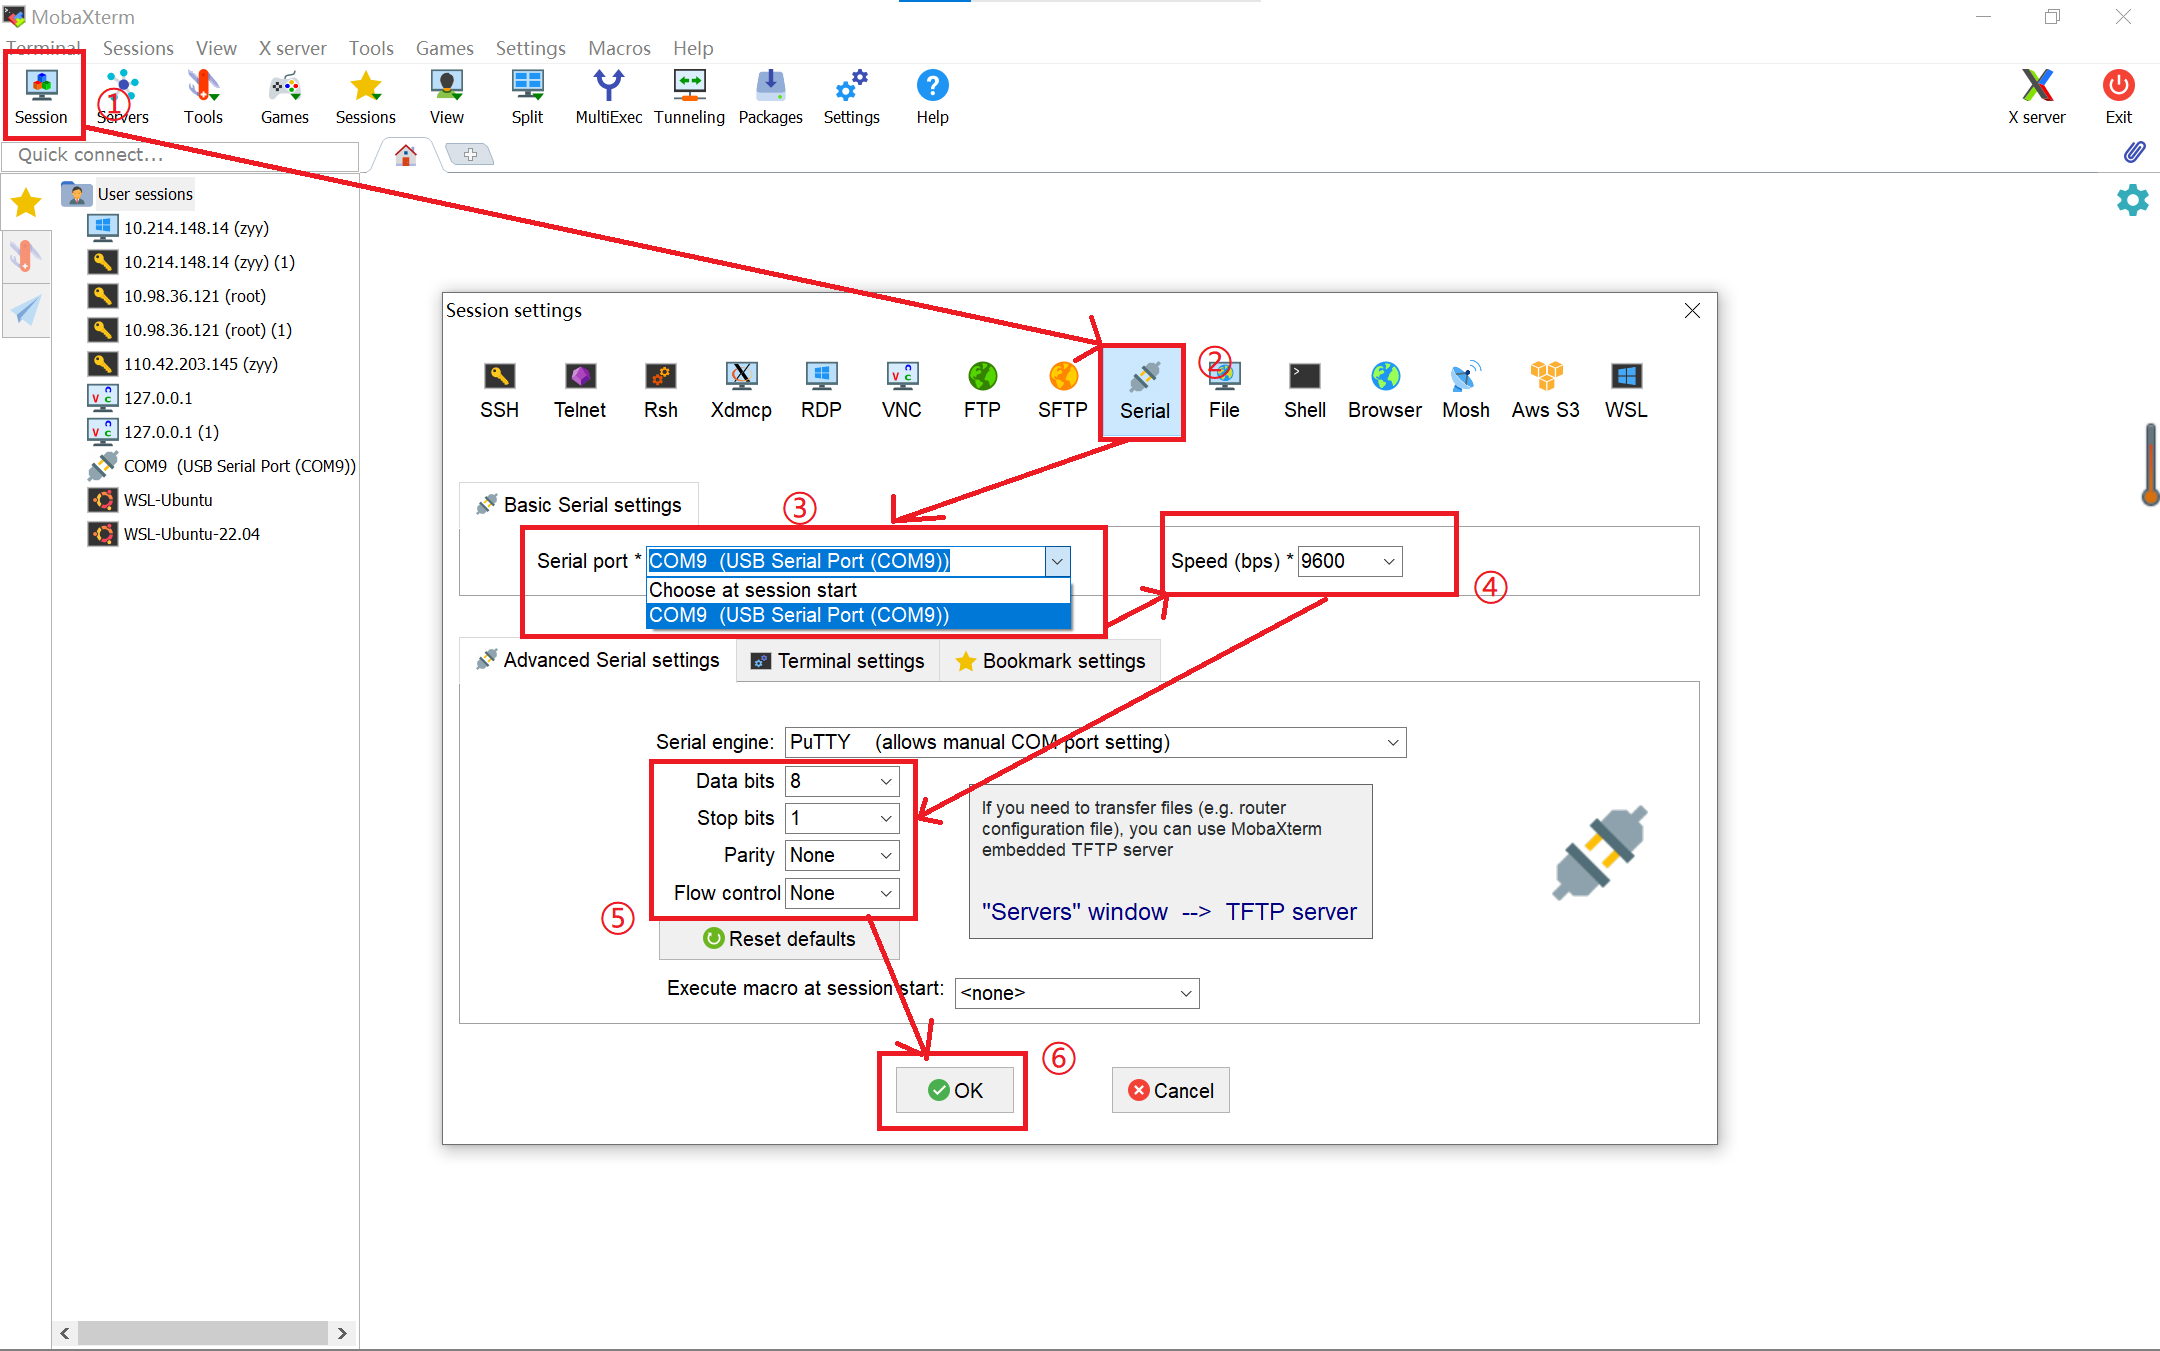 MobaXterm
Terminal Sessions View X server Tools Games Settings Macros Help
Session ① Servers Tools Games Sessions View Split MultiExec Tunneling Packages Settings Help X server Exit
Quick connect...
User sessions
10.214.148.14 (zyy)
10.214.148.14 (zyy) (1)
10.98.36.121 (root)
10.98.36.121 (root) (1)
110.42.203.145 (zyy)
127.0.0.1
127.0.0.1 (1)
COM9 (USB Serial Port (COM9))
WSL-Ubuntu
WSL-Ubuntu-22.04
Session settings
②
SSH Telnet Rsh Xdmcp RDP VNC FTP SFTP Serial File Shell Browser Mosh Aws S3 WSL
Basic Serial settings
③
Serial port * COM9 (USB Serial Port (COM9)) Speed (bps) * 9600
④
Choose at session start
COM9 (USB Serial Port (COM9))
Advanced Serial settings Terminal settings Bookmark settings
Serial engine: PuTTY (allows manual COM port setting)
Data bits 8
Stop bits 1
Parity None
Flow control None
⑤
Reset defaults
If you need to transfer files (e.g. router
configuration file), you can use MobaXterm
embedded TFTP server
"Servers" window --> TFTP server
Execute macro at session start: <none>
⑥
OK Cancel